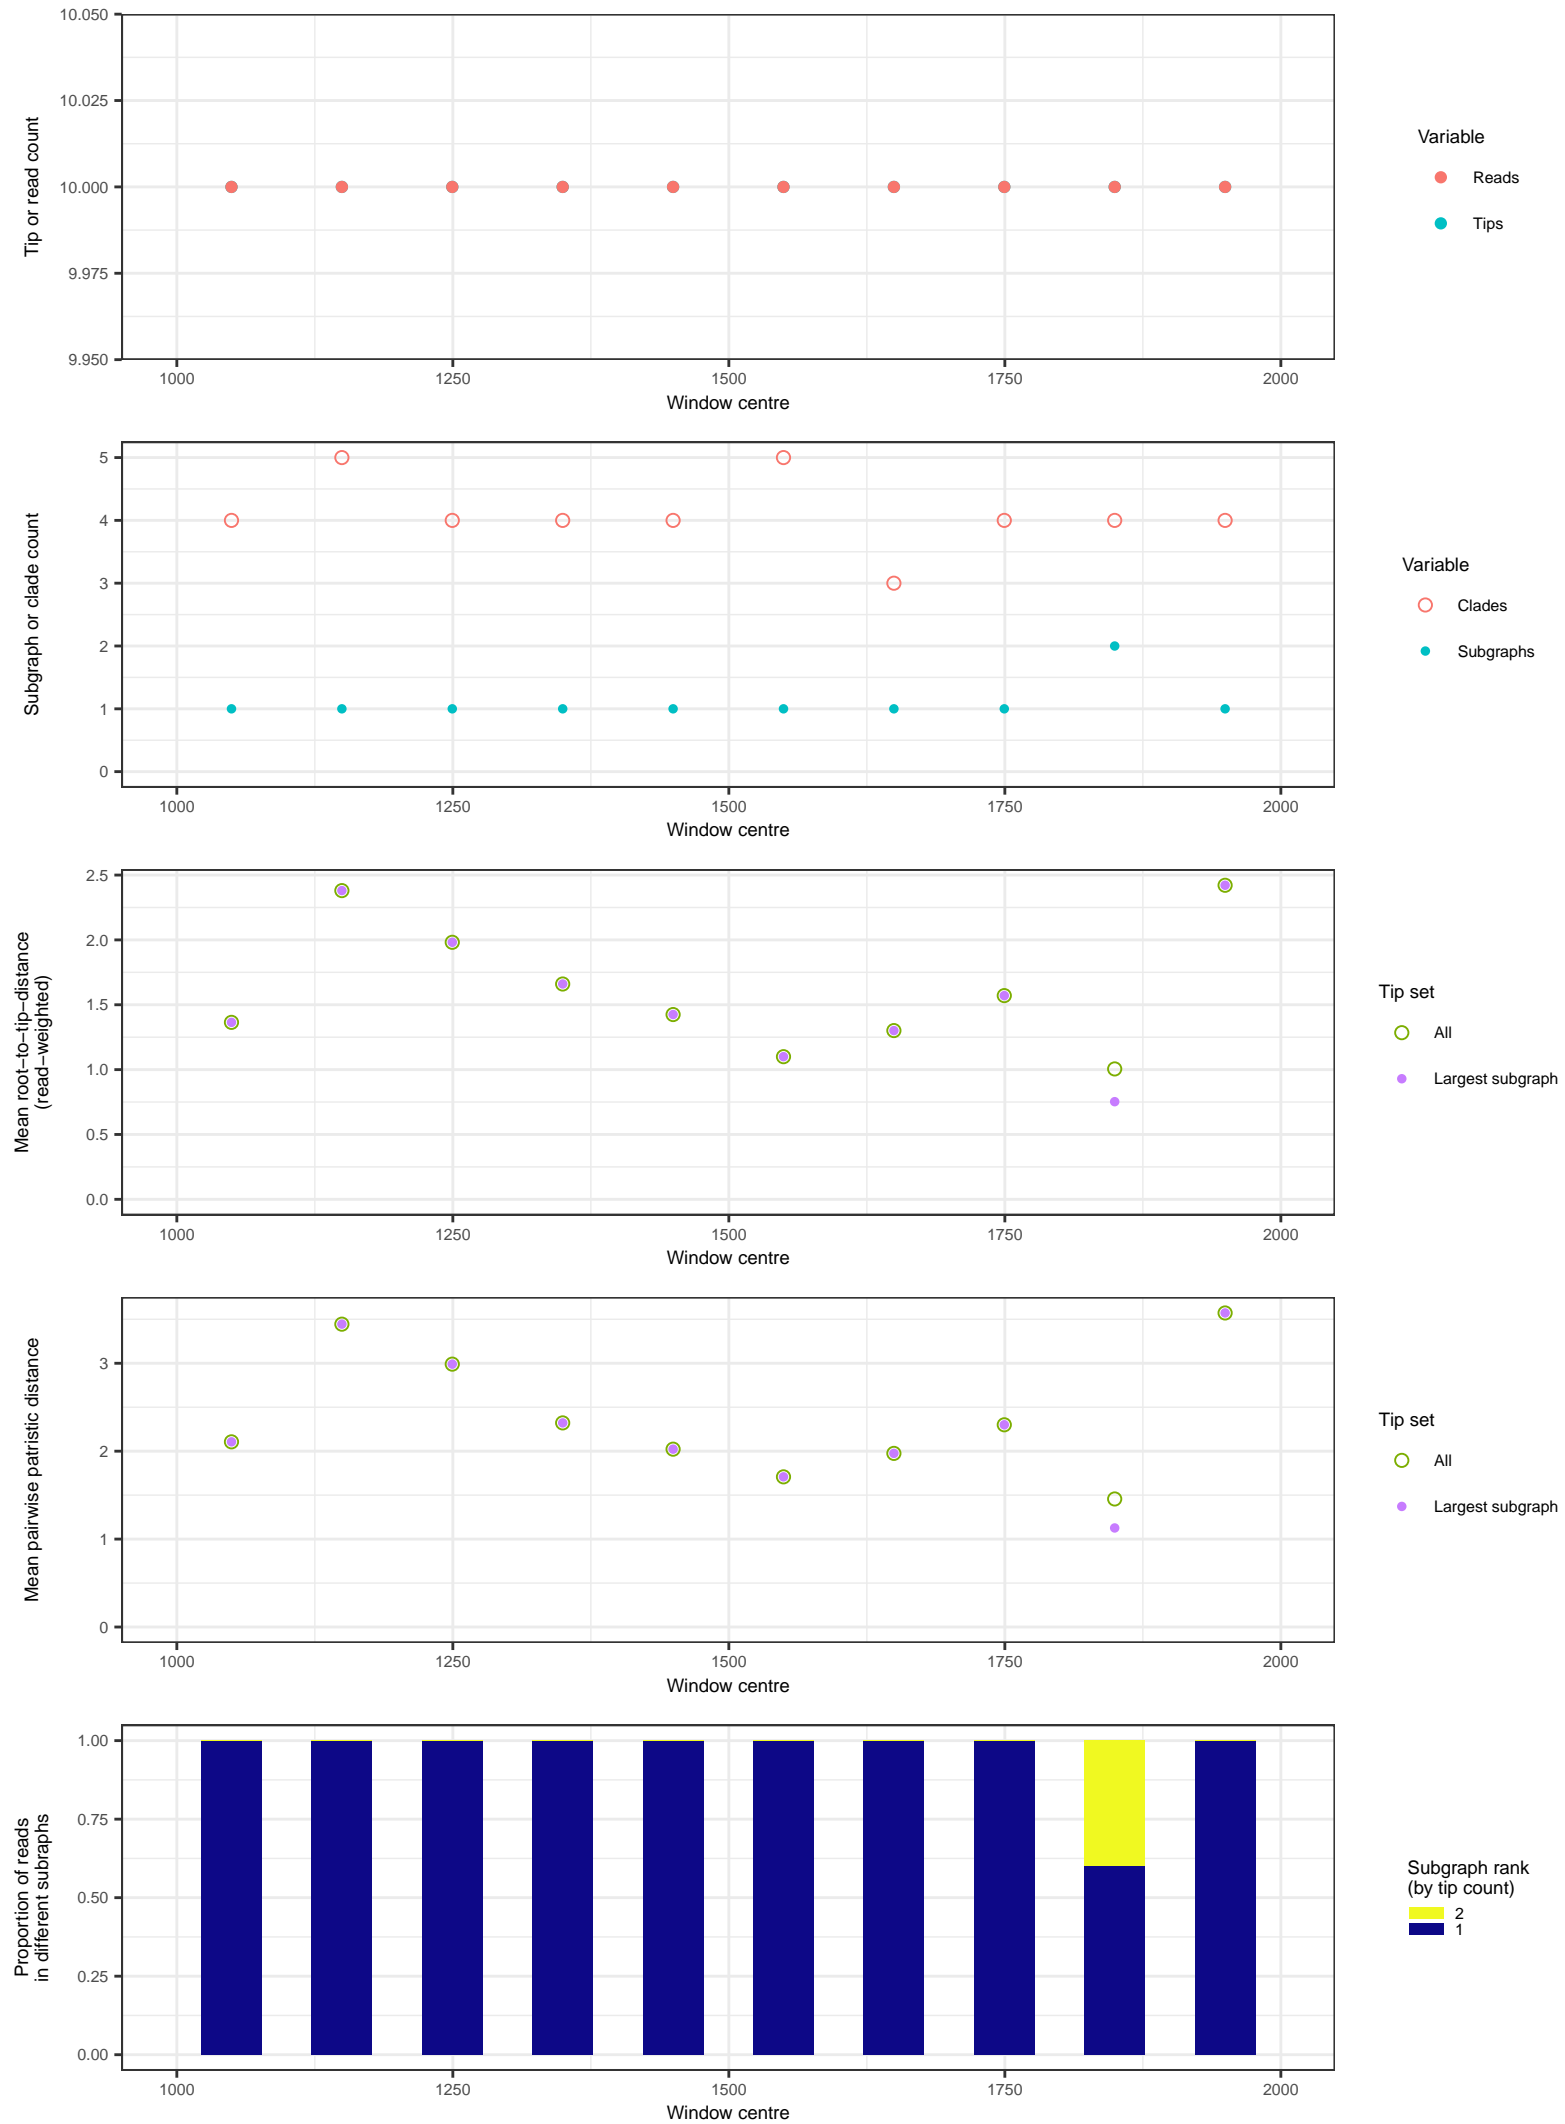 10.050
10.025
10.000
9.975
9.950
Tip or read count
1000 1250 1500 1750 2000
Window centre
Variable
Reads
Tips
5
4
3
2
1
0
Subgraph or clade count
1000 1250 1500 1750 2000
Window centre
Variable
Clades
Subgraphs
2.5
2.0
1.5
1.0
0.5
0.0
Mean root−to−tip−distance
(read−weighted)
1000 1250 1500 1750 2000
Window centre
Tip set
All
Largest subgraph
3
2
1
0
Mean pairwise patristic distance
1000 1250 1500 1750 2000
Window centre
Tip set
All
Largest subgraph
1.00
0.75
0.50
0.25
0.00
Proportion of reads
in different subraphs
1000 1250 1500 1750 2000
Window centre
Subgraph rank
(by tip count)
2
1